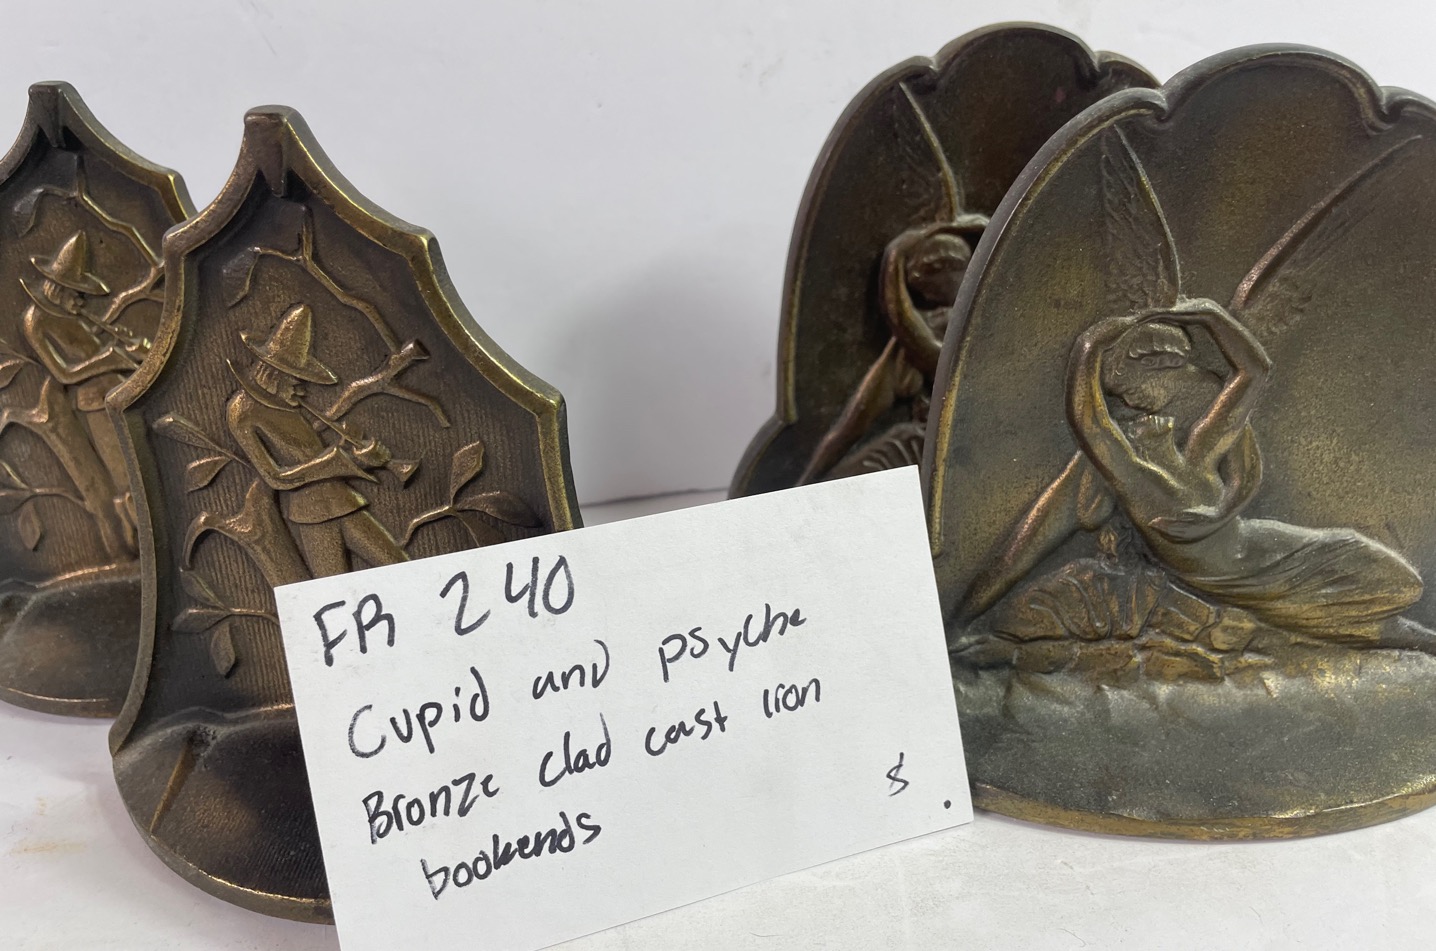 FR 240
Cupid and psyche
Bronze clad cast Iron
bookends
$ .